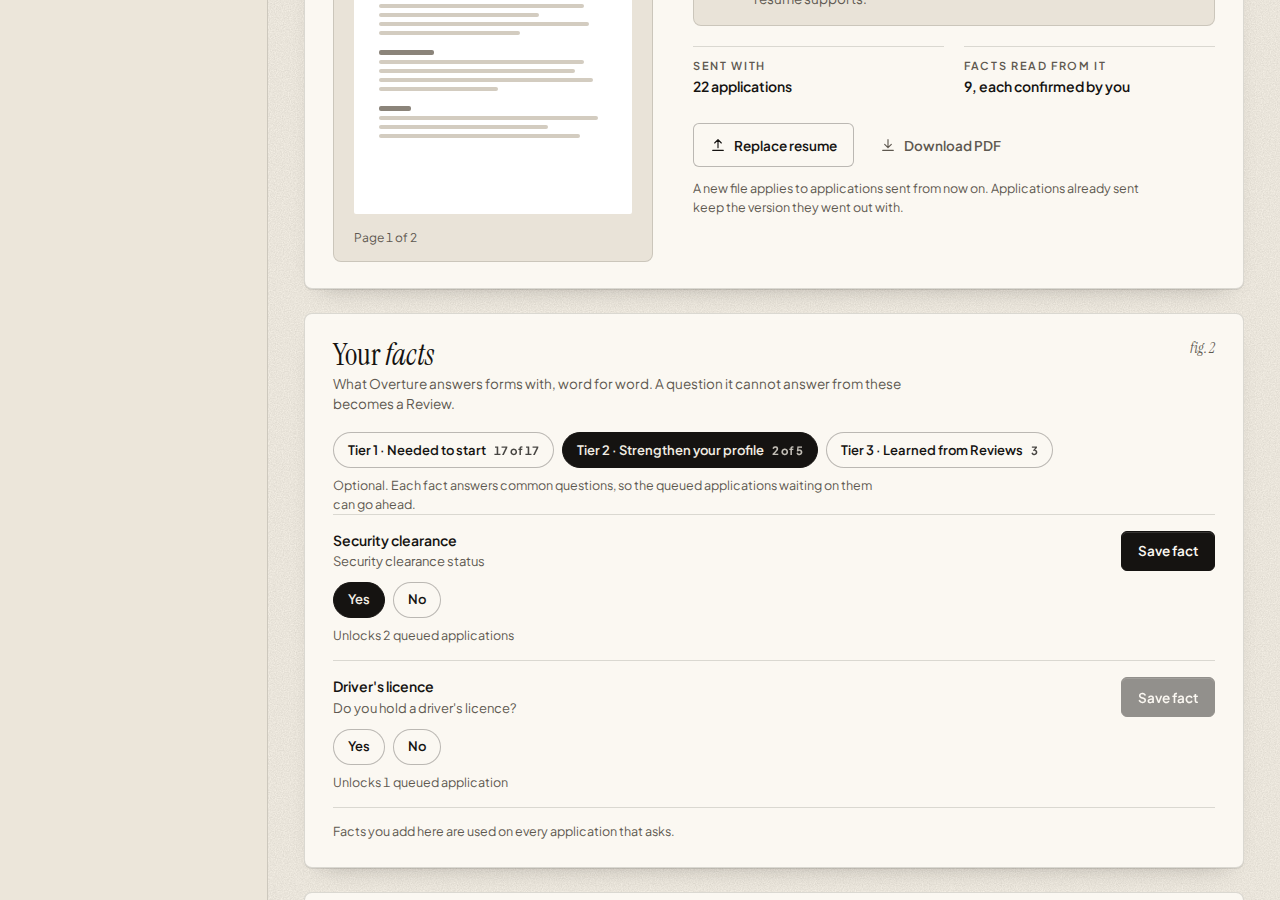 resume supports.
SENT WITH
22 applications
FACTS READ FROM IT
9, each confirmed by you
Replace resume
Download PDF
A new file applies to applications sent from now on. Applications already sent
keep the version they went out with.
Page 1 of 2
Your facts
fig. 2
What Overture answers forms with, word for word. A question it cannot answer from these
becomes a Review.
Tier 1 · Needed to start 17 of 17
Tier 2 · Strengthen your profile 2 of 5
Tier 3 · Learned from Reviews 3
Optional. Each fact answers common questions, so the queued applications waiting on them
can go ahead.
Security clearance
Save fact
Security clearance status
Yes
No
Unlocks 2 queued applications
Driver's licence
Save fact
Do you hold a driver's licence?
Yes
No
Unlocks 1 queued application
Facts you add here are used on every application that asks.